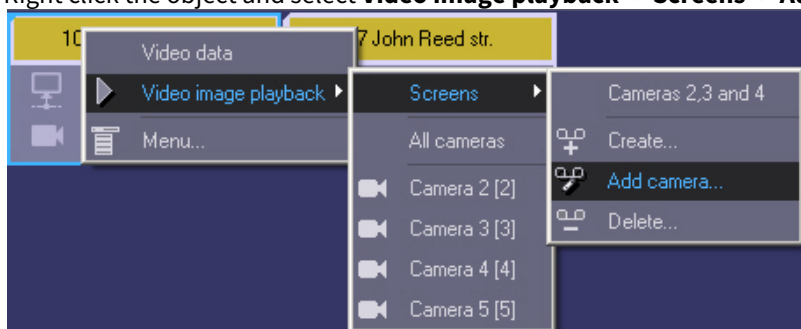 Right click the object and select Video image playback Screens
7 John Reed str.
Video data
Video image playback
Menu...
Screens
All cameras
Camera 2 [2]
Camera 3 [3]
Camera 4 [4]
Camera 5 [5]
Cameras 2,3 and 4
Create...
Add camera...
Delete...